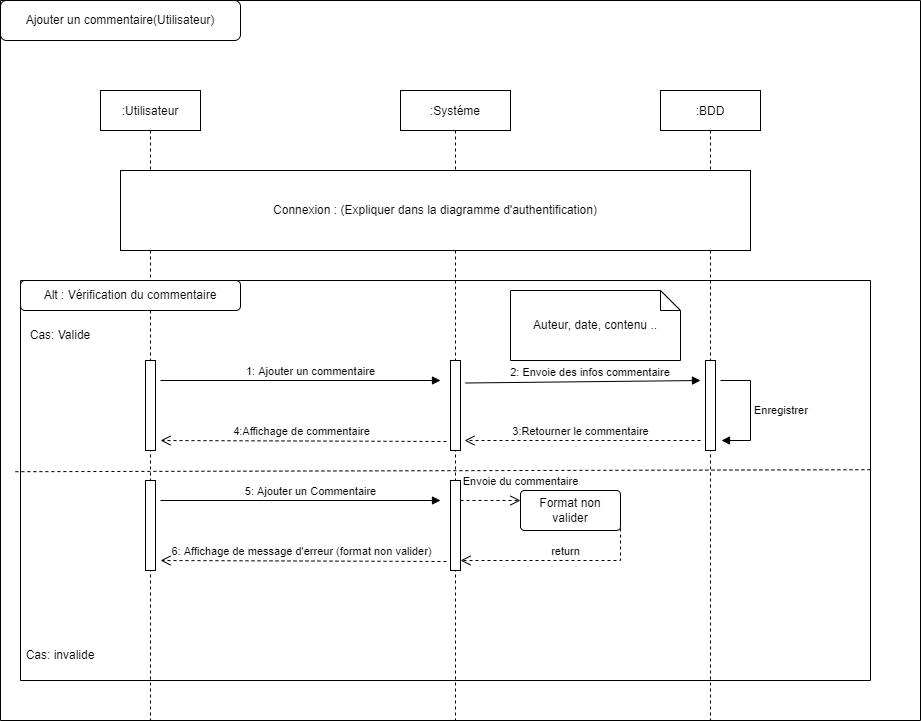 Ajouter un commentaire(Utilisateur)
:Utilisateur
:Systéme
:BDD
Connexion : (Expliquer dans la diagramme d'authentification)
Alt : Vérification du commentaire
Auteur, date, contenu ..
Cas: Valide
1: Ajouter un commentaire
2: Envoie des infos commentaire
Enregistrer
4:Affichage de commentaire
3:Retourner le commentaire
5: Ajouter un Commentaire
Envoie du commentaire
Format non
valider
6: Affichage de message d'erreur (format non valider)
return
Cas: invalide